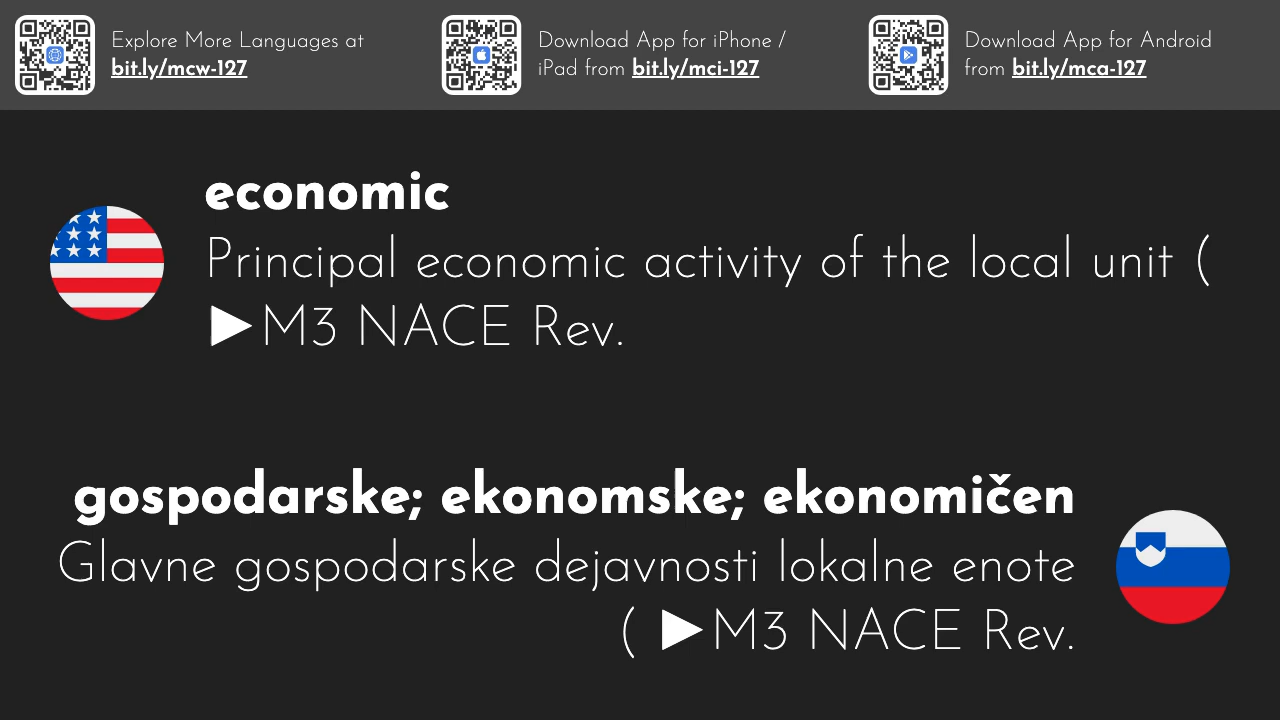 Explore More Languages at
bit.ly/mcw-127
Download App for iPhone /
iPad from bit.ly/mci-127
Download App for Android
from bit.ly/mca-127
economic
Principal economic activity of the local unit (
►M3 NACE Rev.
gospodarske; ekonomske; ekonomičen
Glavne gospodarske dejavnosti lokalne enote
( ►M3 NACE Rev.